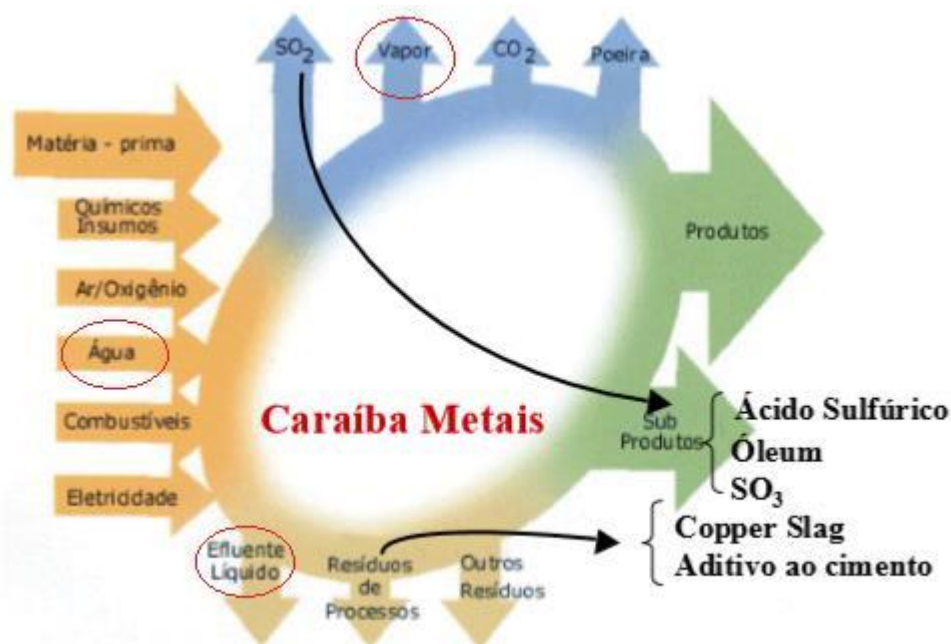 SO2
Vapor
CO2
Poeira
Matéria - prima
Químicos
Insumos
Ar/Oxigênio
Água
Combustíveis
Eletricidade
Produtos
Caraíba Metais
Sub
Produtos
Ácido Sulfúrico
Óleum
SO3
Copper Slag
Aditivo ao cimento
Efluente
Líquido
Resíduos
de
Processos
Outros
Resíduos